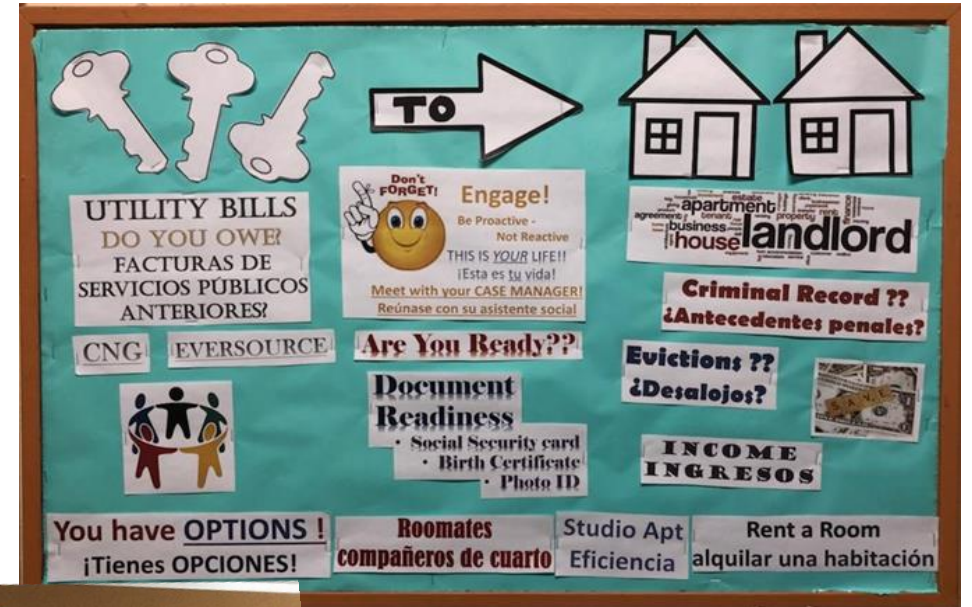 TO
UTILITY BILLS
DO YOU OWE?
FACTURAS DE
SERVICIOS PÚBLICOS
ANTERIORES?
CNG
EVERSOURCE
Don't
FORGET!
Engage!
Be Proactive -
Not Reactive
THIS IS YOUR LIFE!!
¡Esta es tu vida!
Meet with your CASE MANAGER!
Reúnase con su asistente social
Are You Ready??
Document
Readiness
• Social Security card
• Birth Certificate
• Photo ID
estate
apartment
agreement tenant property rent
business
house landlord
Criminal Record ??
¿Antecedentes penales?
Evictions ??
¿Desalojos?
SAVE
INCOME
INGRESOS
You have OPTIONS !
¡Tienes OPCIONES!
Roomates
compañeros de cuarto
Studio Apt
Eficiencia
Rent a Room
alquilar una habitación